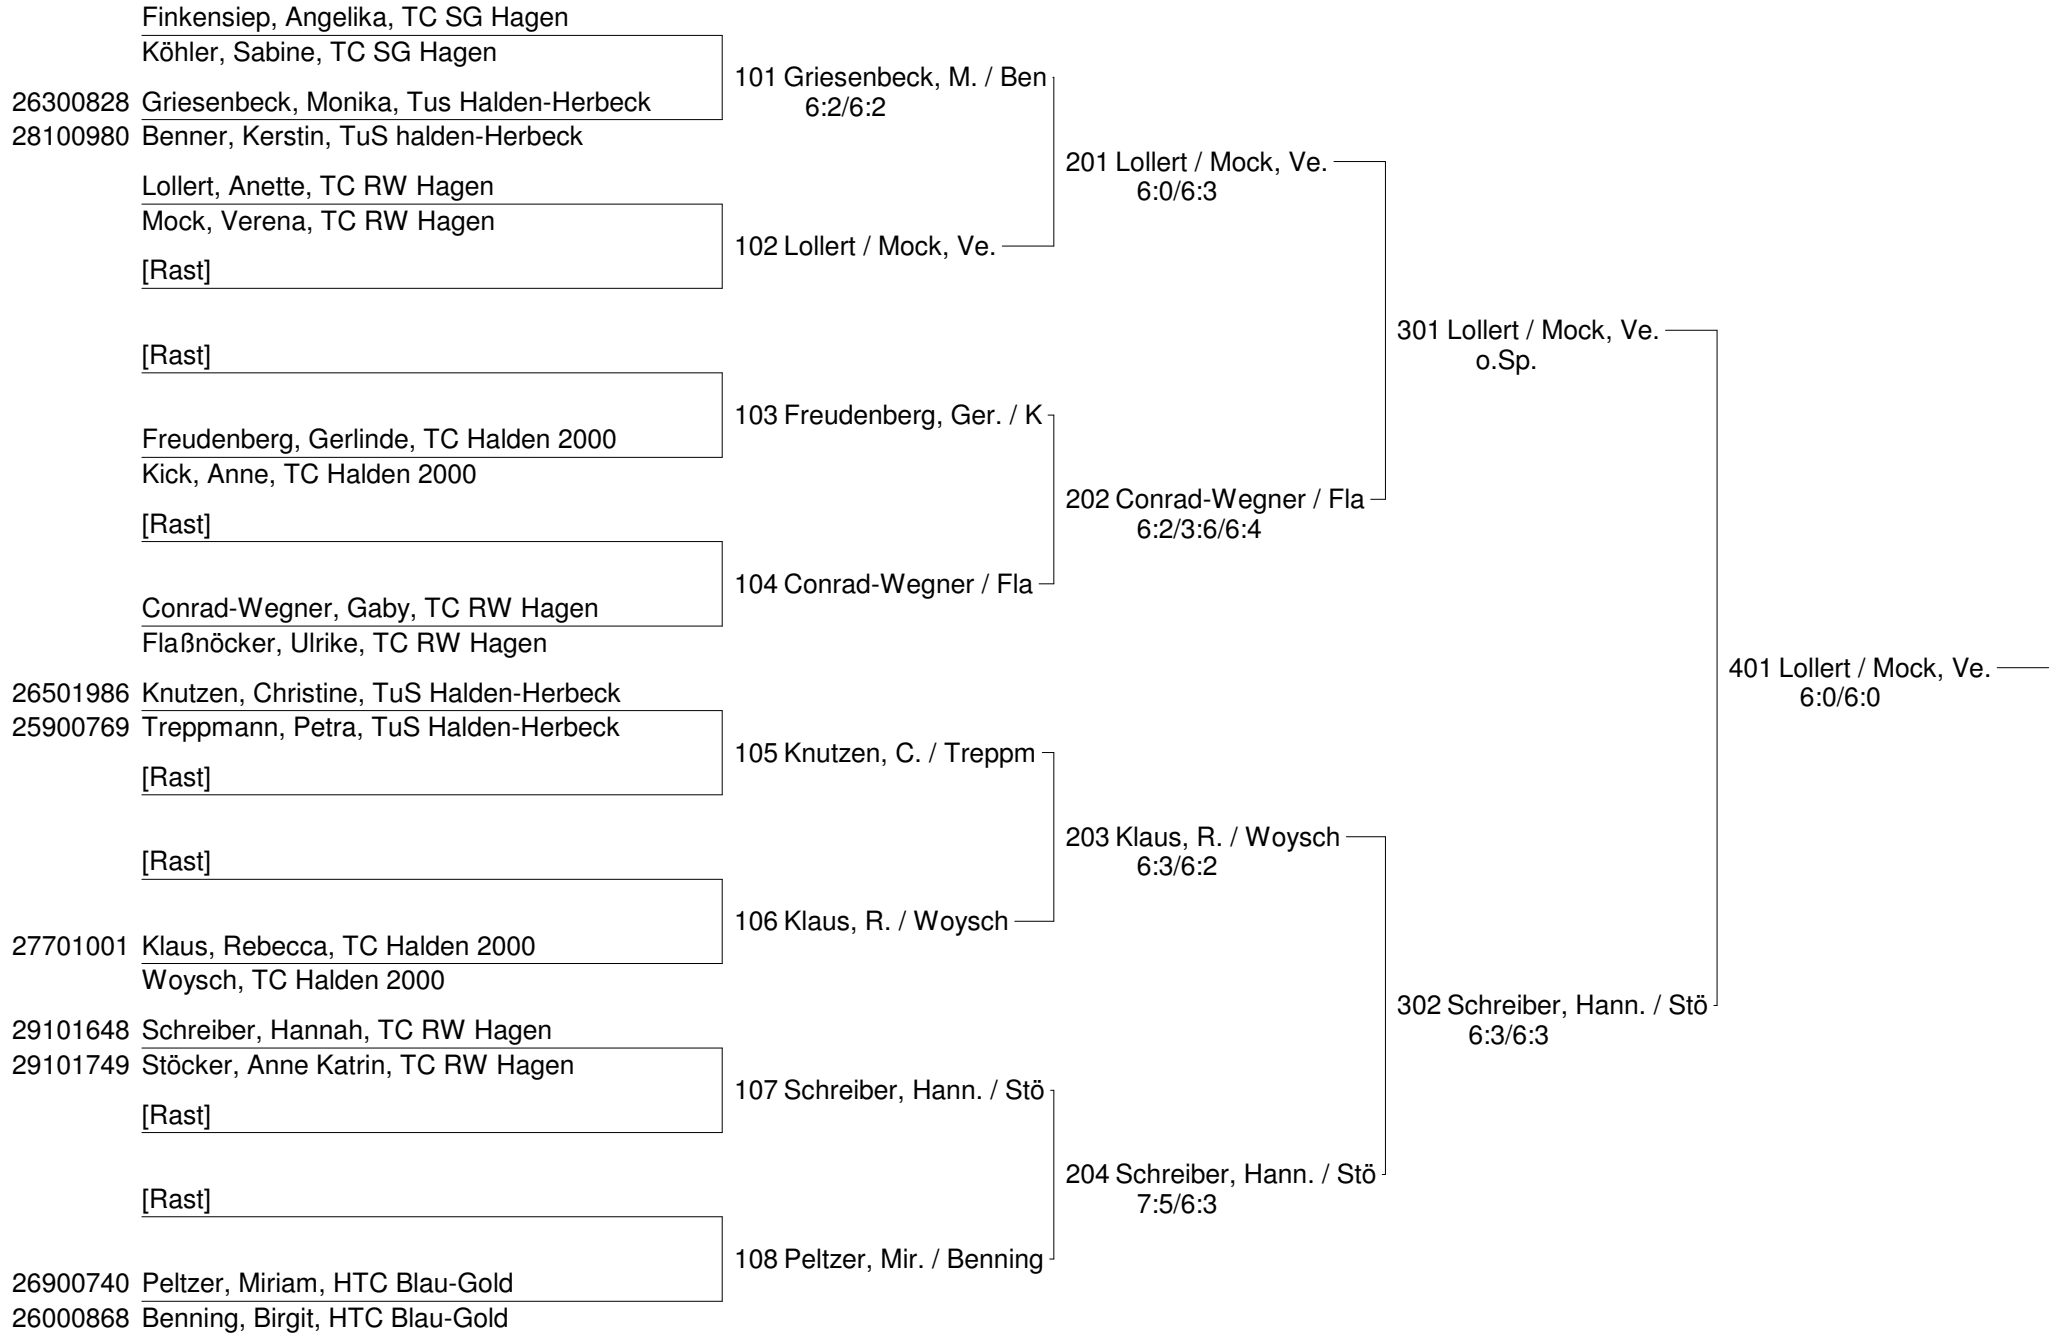 Finkensiep, Angelika, TC SG Hagen
Köhler, Sabine, TC SG Hagen
26300828 Griesenbeck, Monika, Tus Halden-Herbeck
28100980 Benner, Kerstin, TuS halden-Herbeck
Lollert, Anette, TC RW Hagen
Mock, Verena, TC RW Hagen
[Rast]
[Rast]
Freudenberg, Gerlinde, TC Halden 2000
Kick, Anne, TC Halden 2000
[Rast]
Conrad-Wegner, Gaby, TC RW Hagen
Flaßnöcker, Ulrike, TC RW Hagen
26501986 Knutzen, Christine, TuS Halden-Herbeck
25900769 Treppmann, Petra, TuS Halden-Herbeck
[Rast]
[Rast]
27701001 Klaus, Rebecca, TC Halden 2000
Woysch, TC Halden 2000
29101648 Schreiber, Hannah, TC RW Hagen
29101749 Stöcker, Anne Katrin, TC RW Hagen
[Rast]
[Rast]
26900740 Peltzer, Miriam, HTC Blau-Gold
26000868 Benning, Birgit, HTC Blau-Gold
101 Griesenbeck, M. / Ben
6:2/6:2
102 Lollert / Mock, Ve.
103 Freudenberg, Ger. / K
104 Conrad-Wegner / Fla
105 Knutzen, C. / Treppm
106 Klaus, R. / Woysch
107 Schreiber, Hann. / Stö
108 Peltzer, Mir. / Benning
201 Lollert / Mock, Ve.
6:0/6:3
202 Conrad-Wegner / Fla
6:2/3:6/6:4
203 Klaus, R. / Woysch
6:3/6:2
204 Schreiber, Hann. / Stö
7:5/6:3
301 Lollert / Mock, Ve.
o.Sp.
302 Schreiber, Hann. / Stö
6:3/6:3
401 Lollert / Mock, Ve.
6:0/6:0